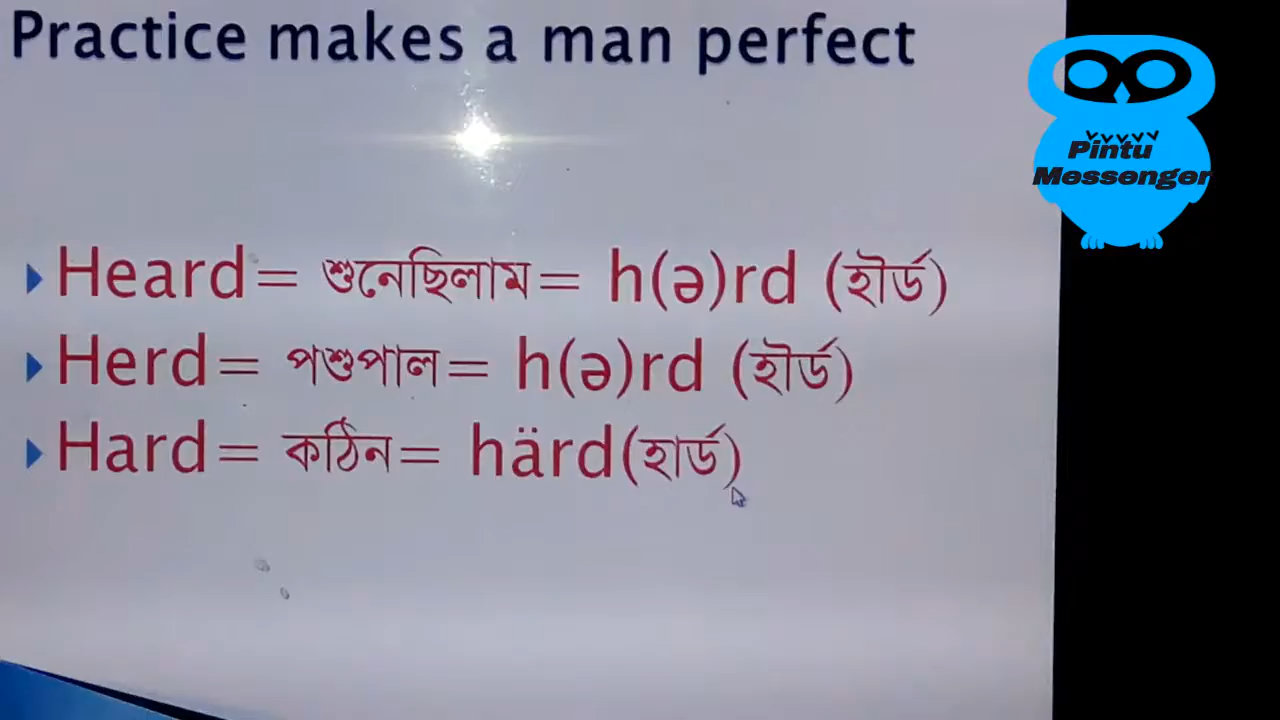 Practice makes a man perfect
Pintu
Messenger
Heard= শুনেছিলাম= h(ə)rd (হৗর্ড)
Herd= পশুপাল= h(ə)rd (হৗর্ড)
Hard= কঠিন= härd(হার্ড)